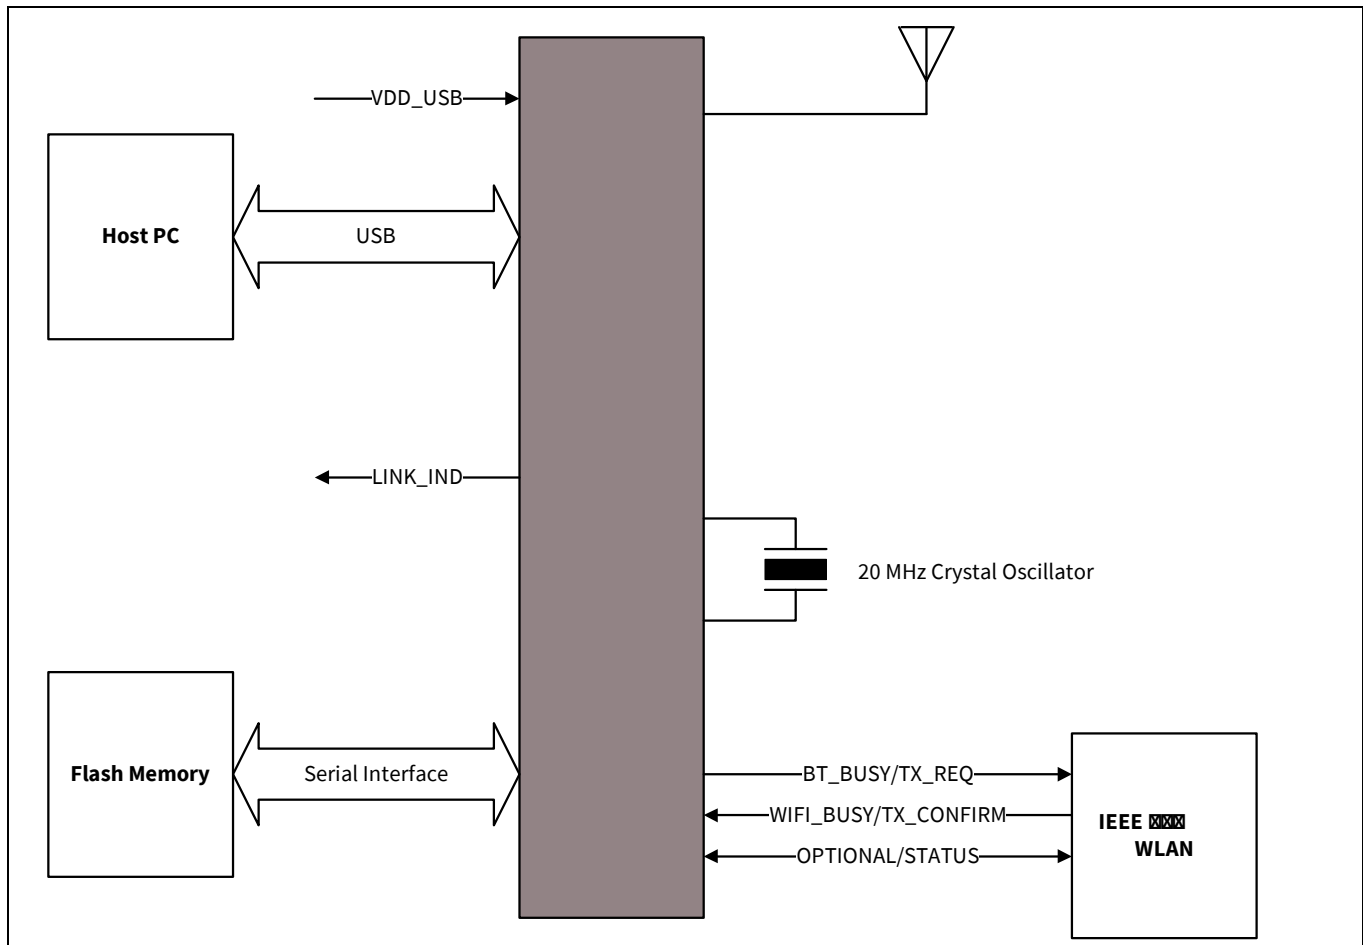 VDD_USB
Host PC
USB
LINK_IND
20 MHz Crystal Oscillator
Flash Memory
Serial Interface
BT_BUSY/TX_REQ
WIFI_BUSY/TX_CONFIRM
OPTIONAL/STATUS
IEEE
WLAN